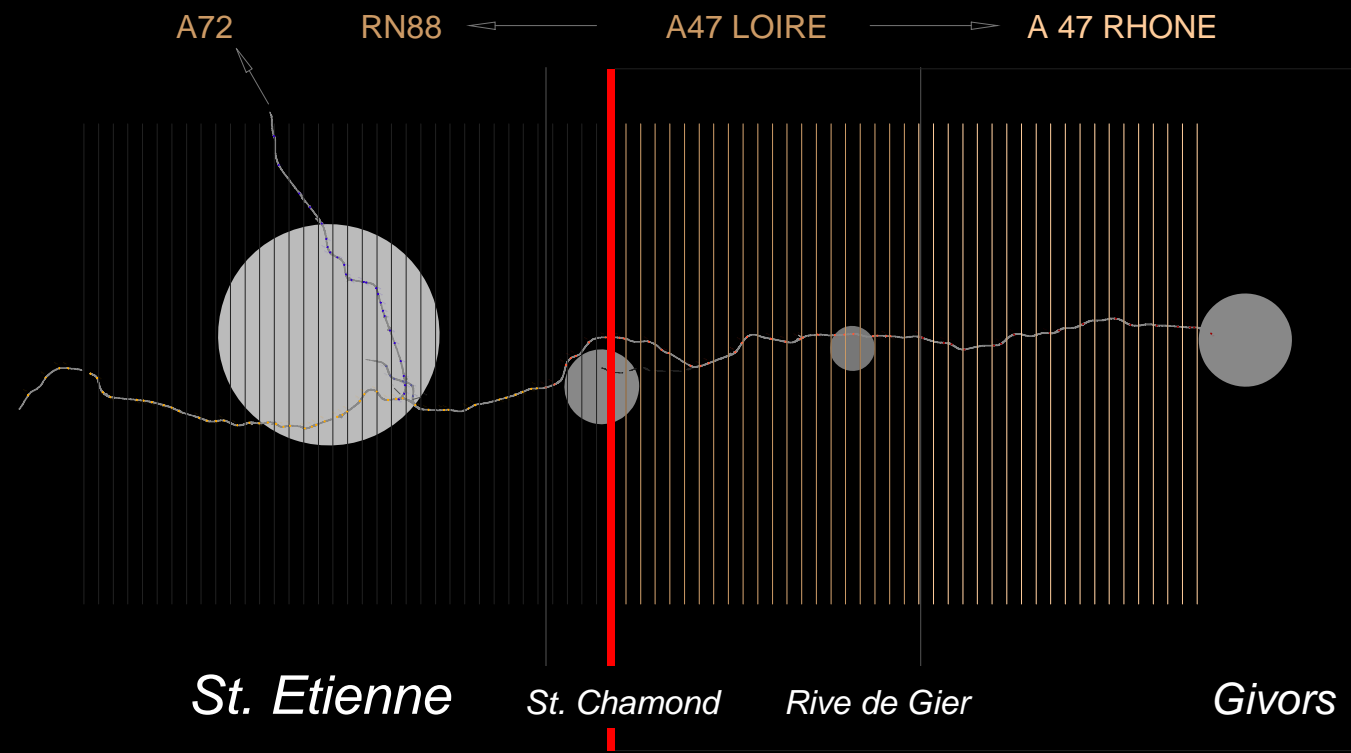 A72 RN88 A47 LOIRE A 47 RHONE
St. Etienne St. Chamond Rive de Gier Givors